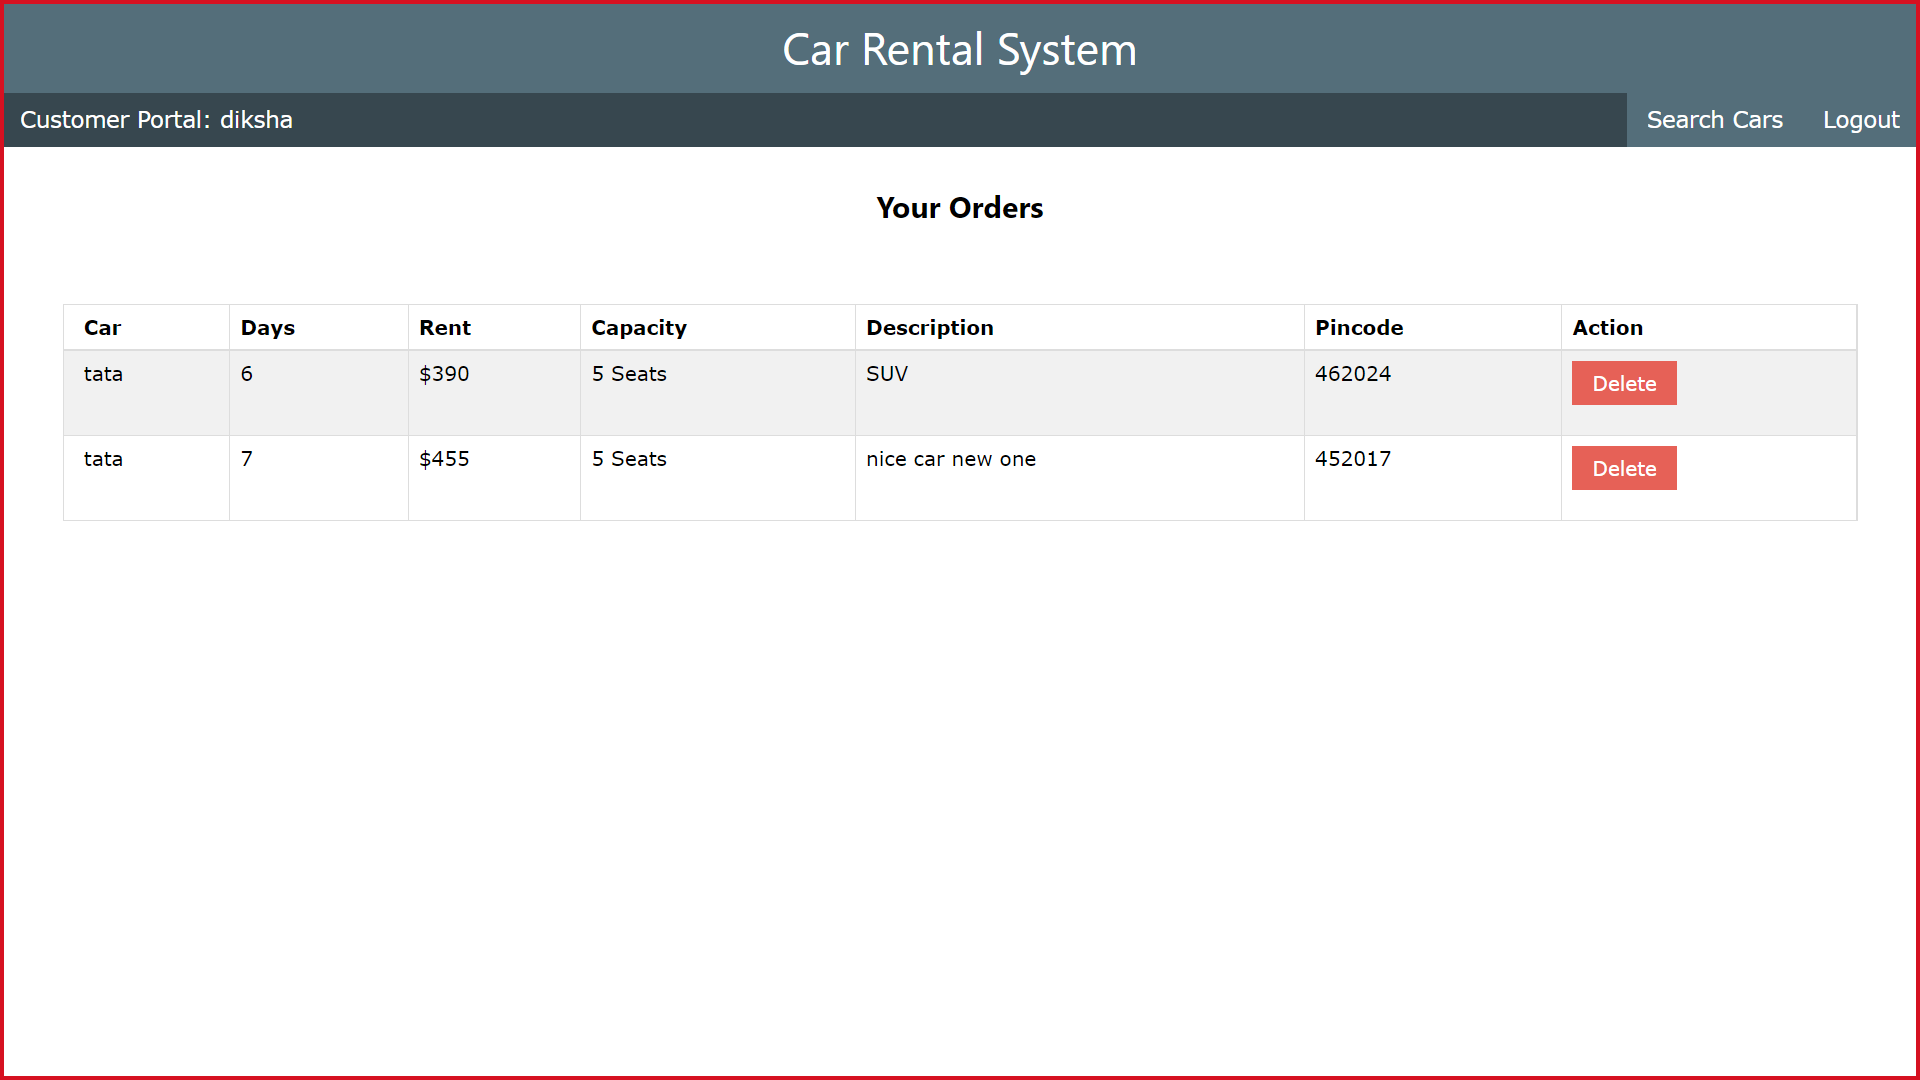 Car Rental System
Customer Portal: diksha Search Cars Logout
Your Orders
Car Days Rent Capacity Description Pincode Action
tata 6 $390 5 Seats SUV 462024 Delete
tata 7 $455 5 Seats nice car new one 452017 Delete